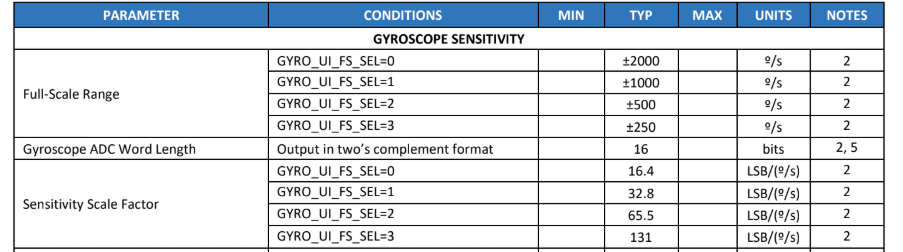 PARAMETER CONDITIONS MIN TYP MAX UNITS NOTES
GYROSCOPE SENSITIVITY
Full-Scale Range
GYRO_UI_FS_SEL=0 ±2000 º/s 2
GYRO_UI_FS_SEL=1 ±1000 º/s 2
GYRO_UI_FS_SEL=2 ±500 º/s 2
GYRO_UI_FS_SEL=3 ±250 º/s 2
Gyroscope ADC Word Length Output in two’s complement format 16 bits 2, 5
Sensitivity Scale Factor
GYRO_UI_FS_SEL=0 16.4 LSB/(º/s) 2
GYRO_UI_FS_SEL=1 32.8 LSB/(º/s) 2
GYRO_UI_FS_SEL=2 65.5 LSB/(º/s) 2
GYRO_UI_FS_SEL=3 131 LSB/(º/s) 2